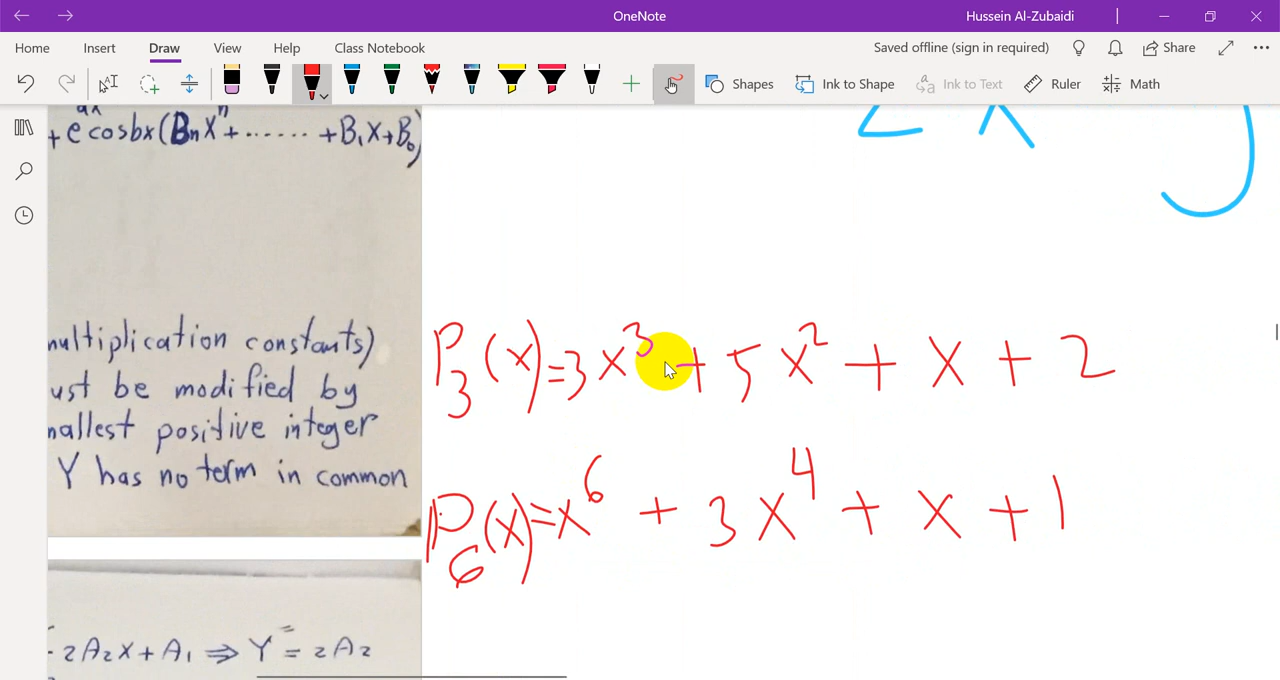 OneNote
Hussein Al-Zubaidi
Home Insert Draw View Help Class Notebook
Saved offline (sign in required) Share
Shapes Ink to Shape Ink to Text Ruler Math
+ e^ax cosbx (Bₙxⁿ + ...... + B₁x + B₀)
2 x y
P₃(x) = 3x³ + 5x² + x + 2
multiplication constants)
ust be modified by
mallest positive integer
Y has no term in common
P₆(x) = x⁶ + 3x⁴ + x + 1
- 2A₂x + A₁ ⇒ Y⁼ = 2A₂